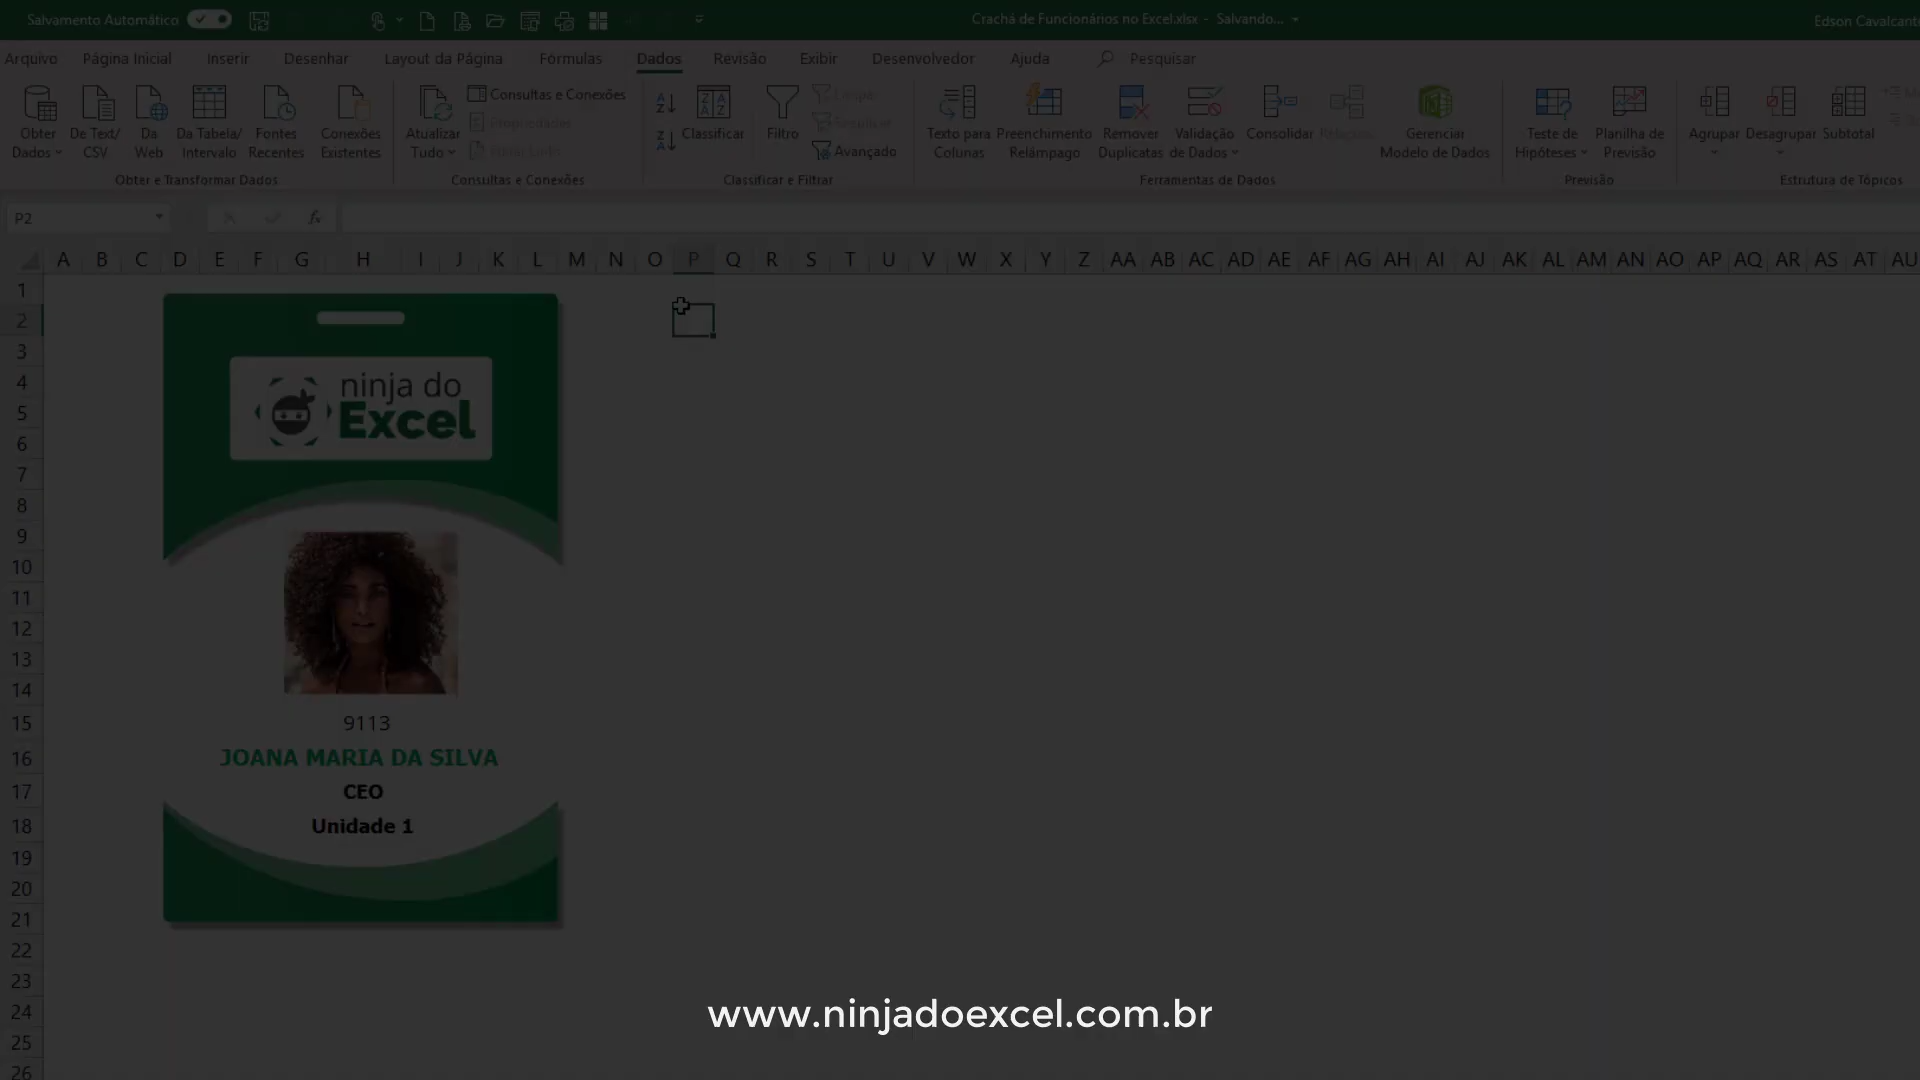 Salvamento Automático
Crachá de Funcionários no Excel.xlsx - Salvando...
Edson Cavalcant
Arquivo Página Inicial Inserir Desenhar Layout da Página Fórmulas Dados Revisão Exibir Desenvolvedor Ajuda Pesquisar
Obter Dados
De Text/ CSV
Da Web
Da Tabela/ Intervalo
Fontes Recentes
Conexões Existentes
Obter e Transformar Dados
Atualizar Tudo
Consultas e Conexões
Propriedades
Consultas e Conexões
Classificar
Filtro
Limpar
Avançado
Classificar e Filtrar
Texto para Colunas
Preenchimento Relâmpago
Remover Duplicatas
Validação de Dados
Consolidar
Relações
Gerenciar Modelo de Dados
Ferramentas de Dados
Teste de Hipóteses
Planilha de Previsão
Previsão
Agrupar
Desagrupar
Subtotal
Estrutura de Tópicos
P2
fx
A B C D E F G H I J K L M N O P Q R S T U V W X Y Z AA AB AC AD AE AF AG AH AI AJ AK AL AM AN AO AP AQ AR AS AT AU
1
2
3
4
5
6
7
8
9
10
11
12
13
14
15
16
17
18
19
20
21
22
23
24
25
26
ninja do
Excel
9113
JOANA MARIA DA SILVA
CEO
Unidade 1
www.ninjadoexcel.com.br